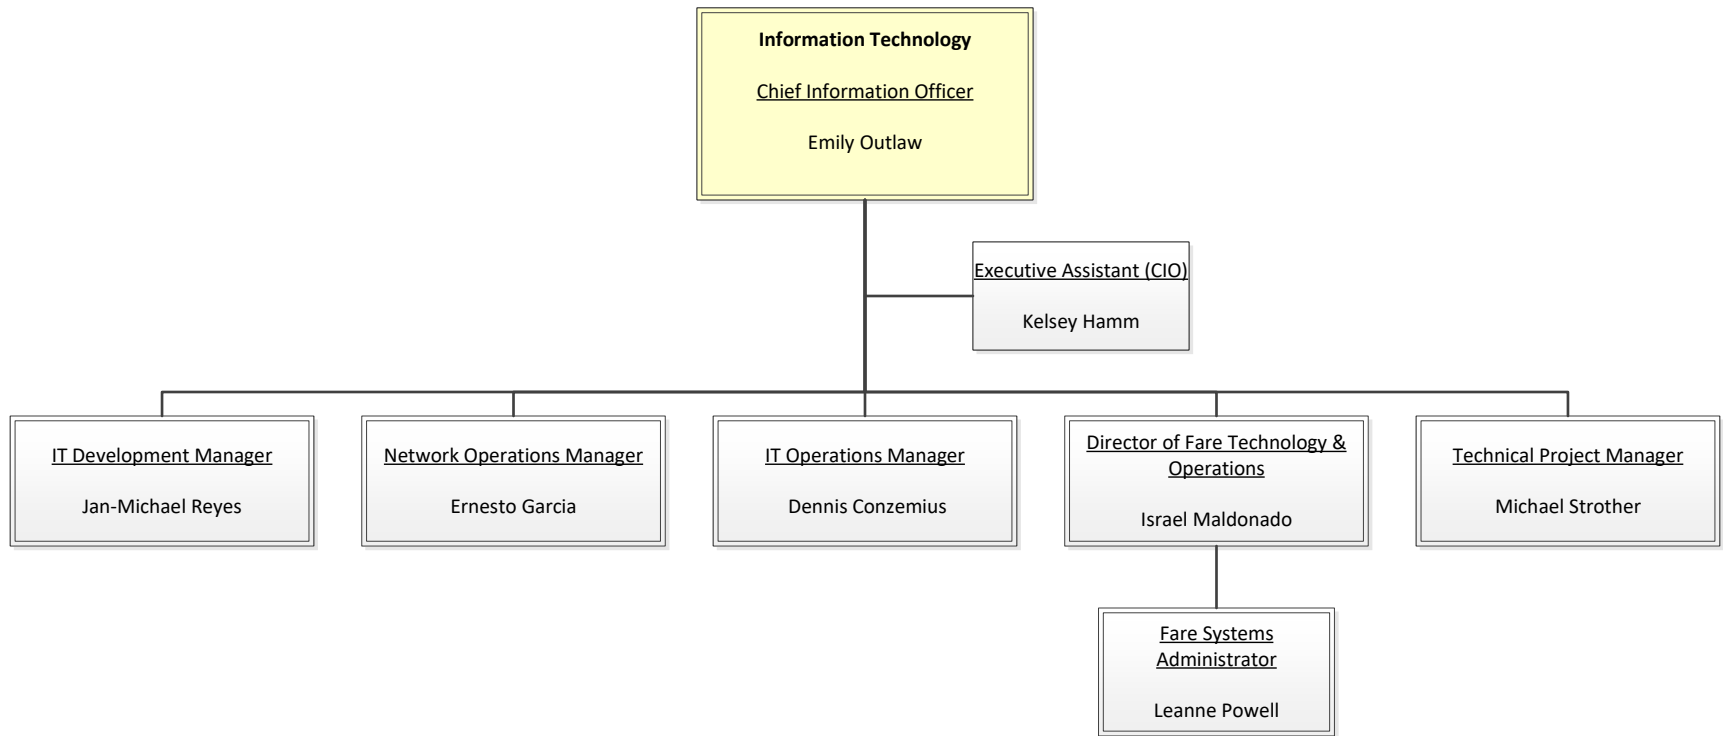 Information Technology
Chief Information Officer
Emily Outlaw
Executive Assistant (CIO)
Kelsey Hamm
IT Development Manager
Jan-Michael Reyes
Network Operations Manager
Ernesto Garcia
IT Operations Manager
Dennis Conzemius
Director of Fare Technology &
Operations
Israel Maldonado
Technical Project Manager
Michael Strother
Fare Systems
Administrator
Leanne Powell